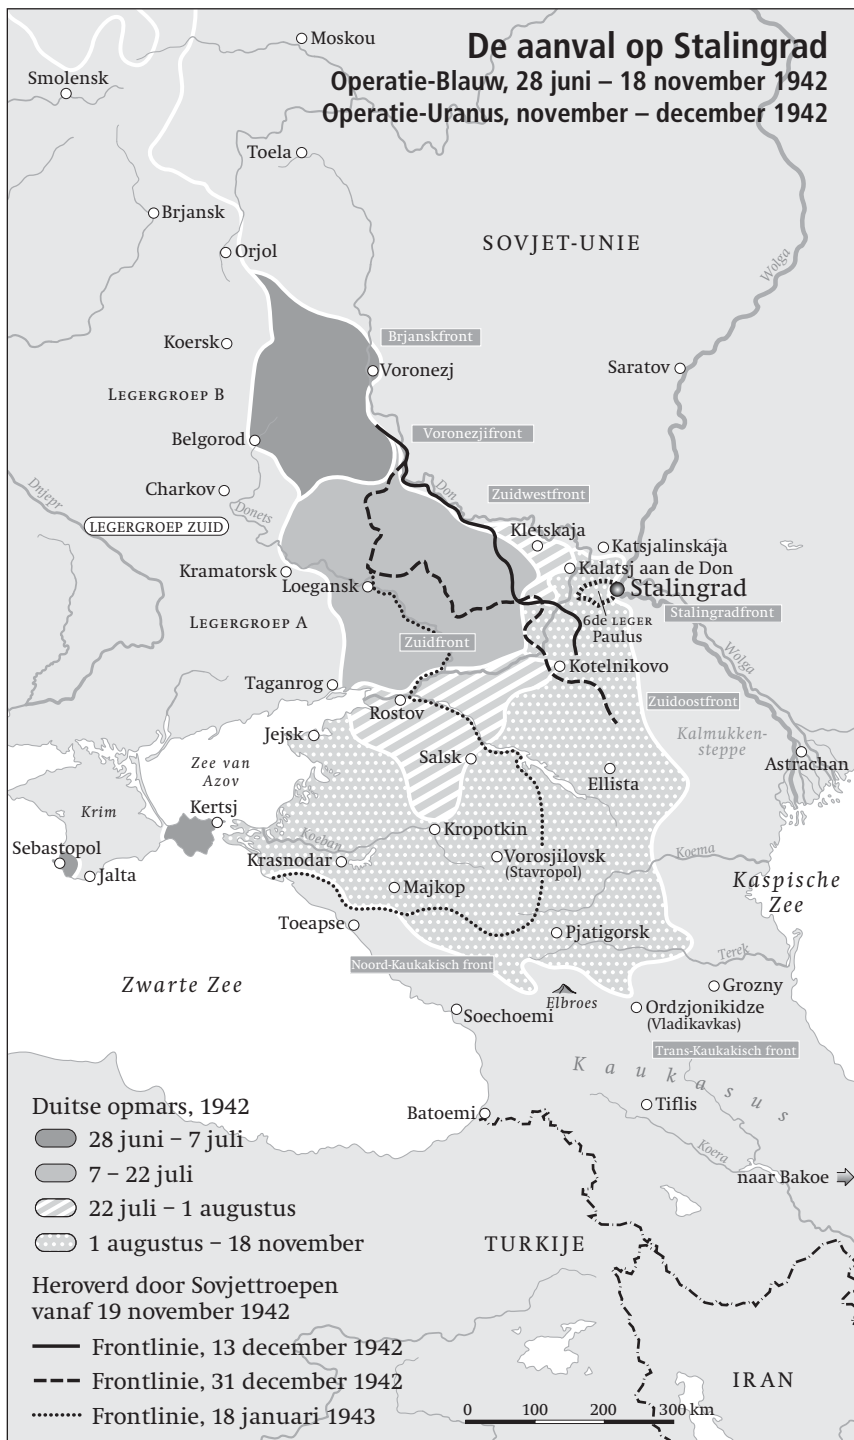 De aanval op Stalingrad
Operatie-Blauw, 28 juni – 18 november 1942
Operatie-Uranus, november – december 1942
Moskou
Smolensk
Toela
Brjansk
Orjol
SOVJET-UNIE
Wolga
Koersk
Brjanskfront
Voronezj
Saratov
LEGERGROEP B
Belgorod
Voronezjifront
Dnjepr
Charkov
Donets
Don
Zuidwestfront
LEGERGROEP ZUID
Kletskaja
Katsjalinskaja
Kramatorsk
Kalatsj aan de Don
Loegansk
Stalingrad
LEGERGROEP A
6de LEGER
Paulus
Stalingradfront
Zuidfront
Wolga
Kotelnikovo
Taganrog
Zuidoostfront
Rostov
Jejsk
Kalmukken-
steppe
Zee van
Azov
Salsk
Astrachan
Ellista
Krim
Kertsj
Koeban
Kropotkin
Sebastopol
Jalta
Krasnodar
Vorosjilovsk
(Stavropol)
Koema
Majkop
Kaspische
Zee
Toeapse
Pjatigorsk
Terek
Noord-Kaukakisch front
Zwarte Zee
Elbroes
Grozny
Soechoemi
Ordzjonikidze
(Vladikavkas)
Trans-Kaukakisch front
Kaukasus
Duitse opmars, 1942
Batoemi
Tiflis
28 juni – 7 juli
Koera
7 – 22 juli
naar Bakoe
22 juli – 1 augustus
1 augustus – 18 november
TURKIJE
Heroverd door Sovjettroepen
vanaf 19 november 1942
Frontlinie, 13 december 1942
Frontlinie, 31 december 1942
IRAN
Frontlinie, 18 januari 1943
0 100 200 300 km